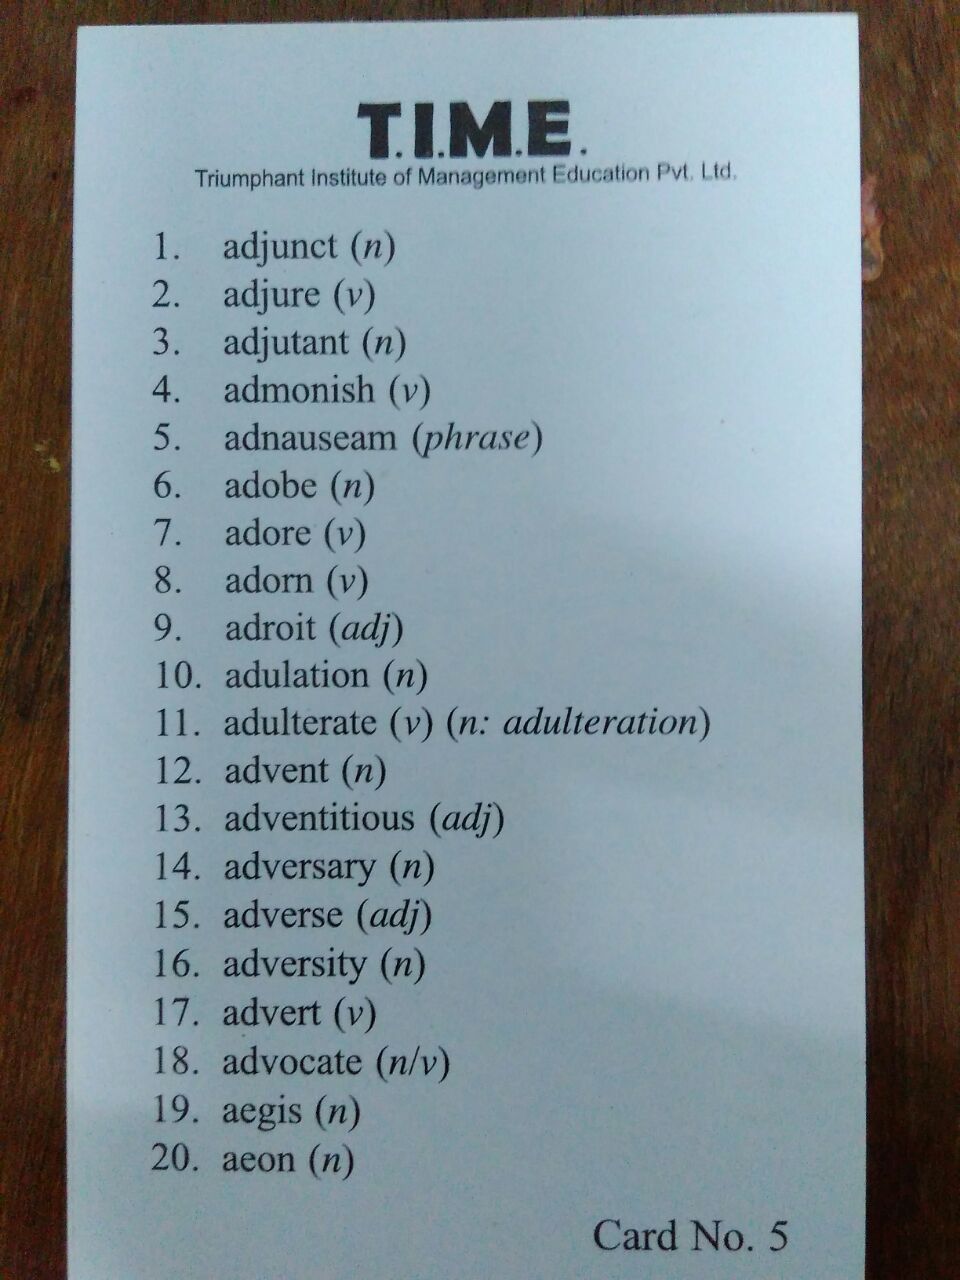 T.I.M.E.
Triumphant Institute of Management Education Pvt. Ltd.
1. adjunct (n)
2. adjure (v)
3. adjutant (n)
4. admonish (v)
5. adnauseam (phrase)
6. adobe (n)
7. adore (v)
8. adorn (v)
9. adroit (adj)
10. adulation (n)
11. adulterate (v) (n: adulteration)
12. advent (n)
13. adventitious (adj)
14. adversary (n)
15. adverse (adj)
16. adversity (n)
17. advert (v)
18. advocate (n/v)
19. aegis (n)
20. aeon (n)
Card No. 5